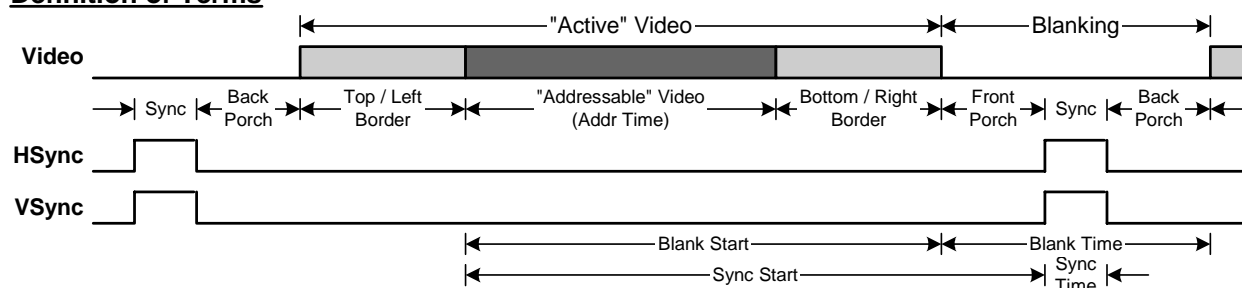 Definition of Terms
"Active" Video
Blanking
Video
Sync
Back
Porch
Top / Left
Border
"Addressable" Video
(Addr Time)
Bottom / Right
Border
Front
Porch
Sync
Back
Porch
HSync
VSync
Blank Start
Blank Time
Sync Start
Sync
Time